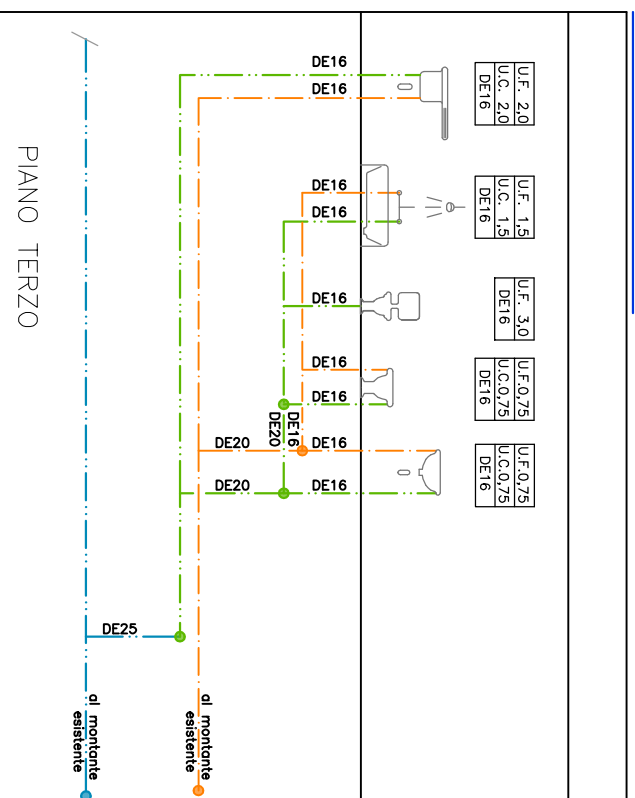 DE16
DE16
U.F. 2,0
U.C. 2,0
DE16
DE16
DE16
U.F. 1,5
U.C. 1,5
DE16
DE16
U.F. 3,0
DE16
DE16
DE16
U.F.0,75
U.C.0,75
DE16
DE20
DE16
DE20
DE16
DE20
DE16
U.F.0,75
U.C.0,75
DE16
DE25
PIANO TERZO
al montante
esistente
al montante
esistente